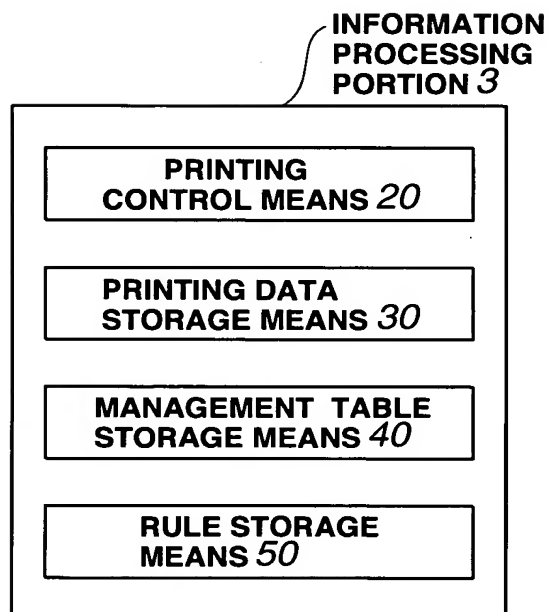 INFORMATION
PROCESSING
PORTION 3
PRINTING
CONTROL MEANS 20
PRINTING DATA
STORAGE MEANS 30
MANAGEMENT TABLE
STORAGE MEANS 40
RULE STORAGE
MEANS 50